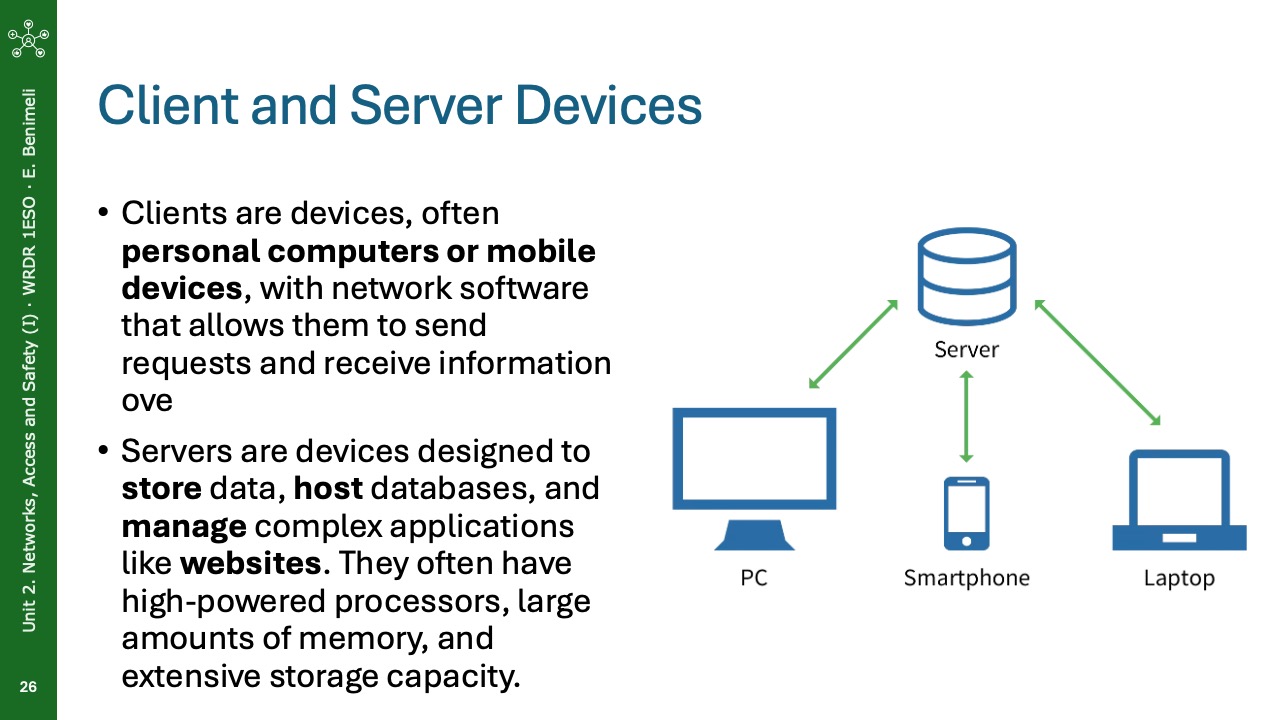 Unit 2. Networks, Access and Safety (I) · WRDR 1ESO · E. Benimeli
26
Client and Server Devices
• Clients are devices, often
personal computers or mobile
devices, with network software
that allows them to send
requests and receive information
ove
• Servers are devices designed to
store data, host databases, and
manage complex applications
like websites. They often have
high-powered processors, large
amounts of memory, and
extensive storage capacity.
Server
PC
Smartphone
Laptop